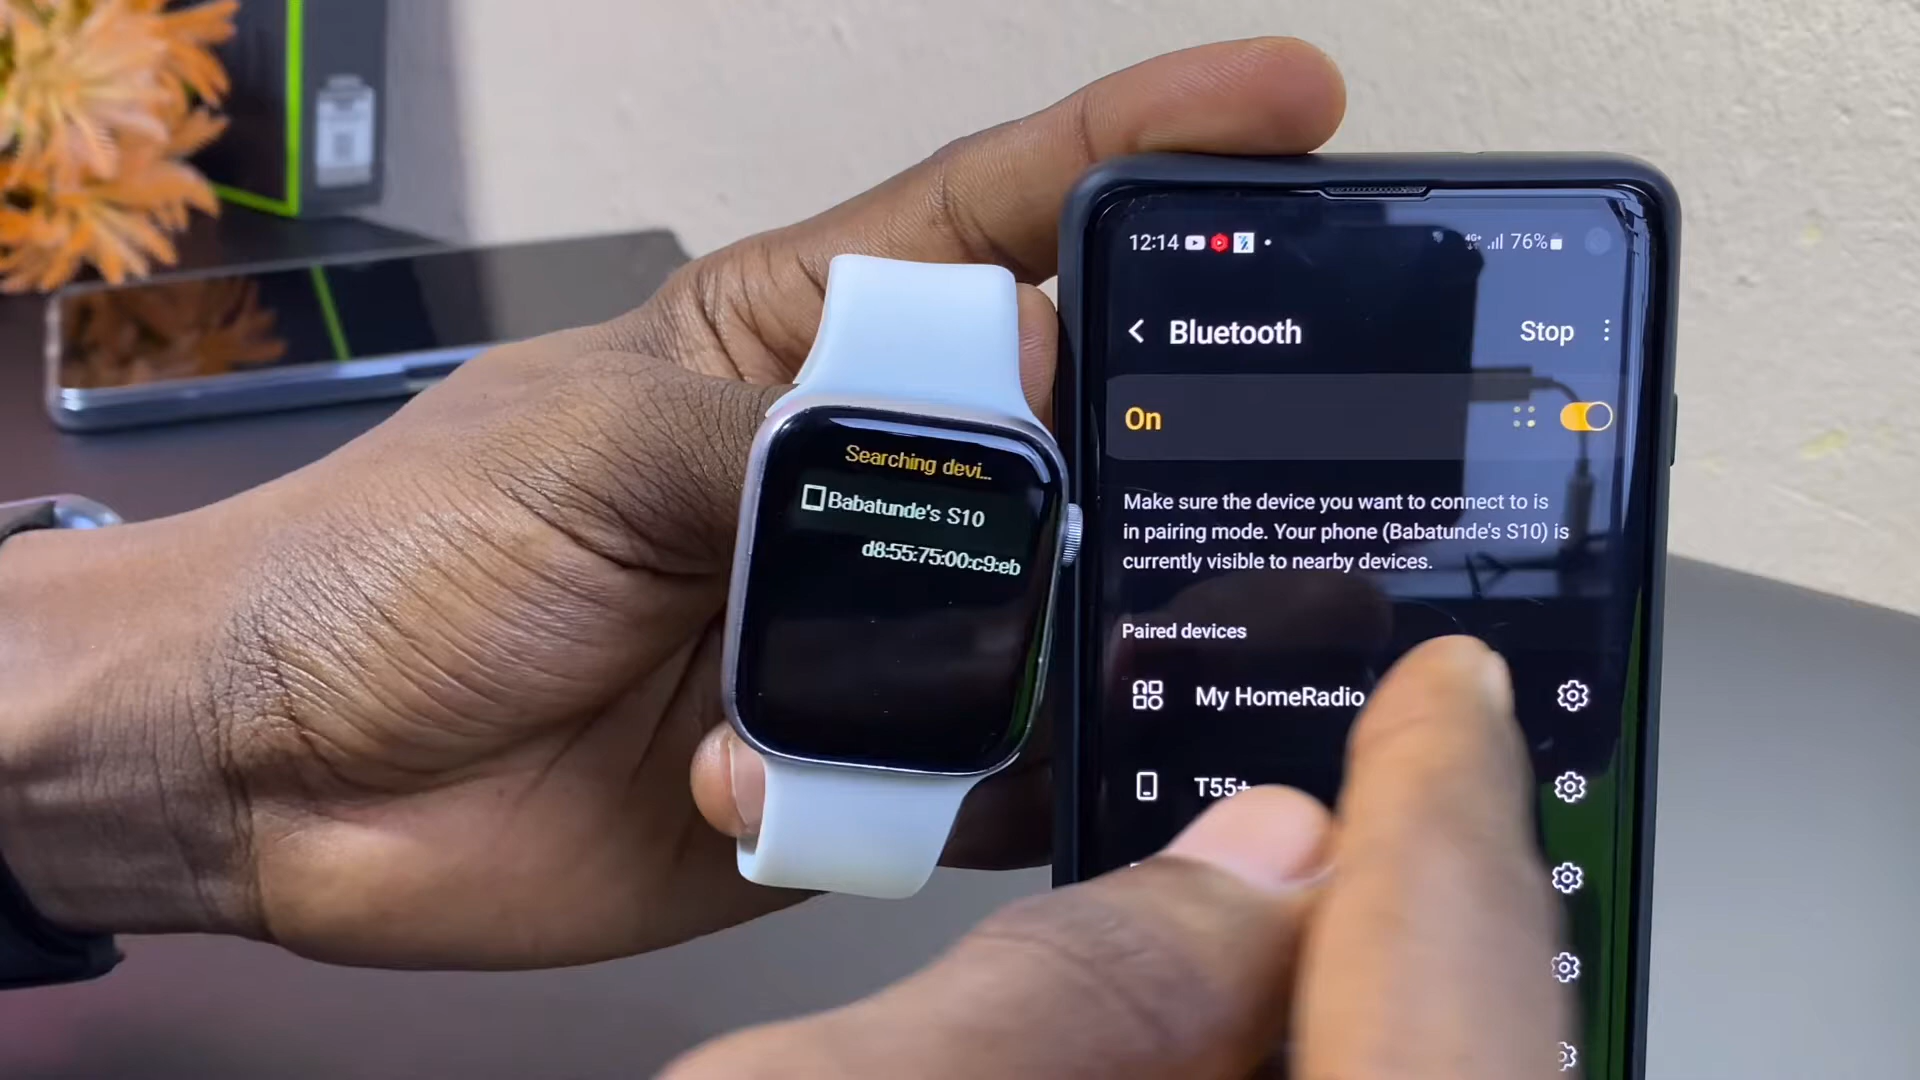 Searching devi...
Babatunde's S10
d8:55:75:00:c9:eb
12:14
4G+
76%
Bluetooth
Stop
On
Make sure the device you want to connect to is
in pairing mode. Your phone (Babatunde's S10) is
currently visible to nearby devices.
Paired devices
My HomeRadio
T55+